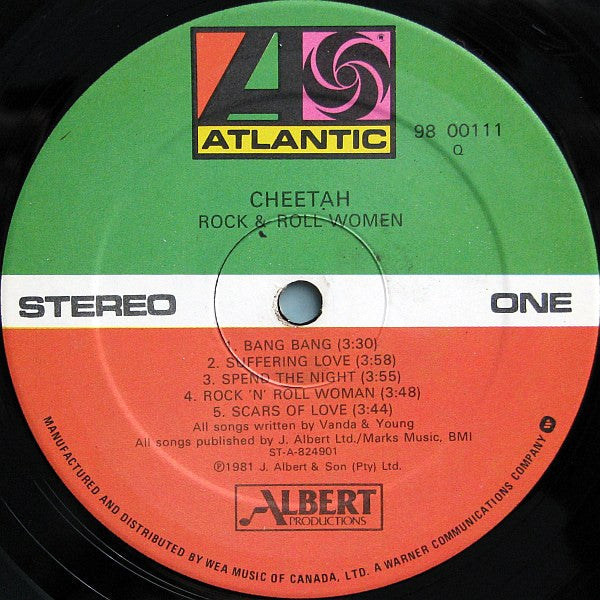 ATLANTIC
98 00111
Q
CHEETAH
ROCK & ROLL WOMEN
STEREO
ONE
1. BANG BANG (3:30)
2. SUFFERING LOVE (3:58)
3. SPEND THE NIGHT (3:55)
4. ROCK 'N' ROLL WOMAN (3:48)
5. SCARS OF LOVE (3:44)
All songs written by Vanda & Young
All songs published by J. Albert Ltd./Marks Music, BMI
ST-A-824901
℗1981 J. Albert & Son (Pty) Ltd.
ALBERT
PRODUCTIONS
MANUFACTURED AND DISTRIBUTED BY WEA MUSIC OF CANADA, LTD. A WARNER COMMUNICATIONS COMPANY